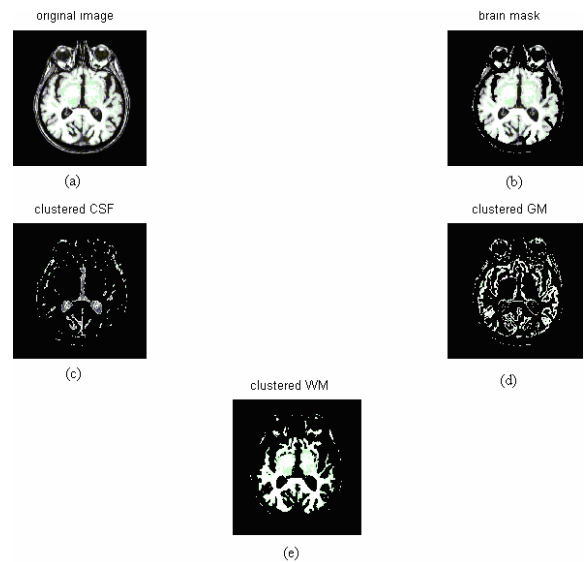 original image
brain mask
(a)
(b)
clustered CSF
clustered GM
(c)
(d)
clustered WM
(e)